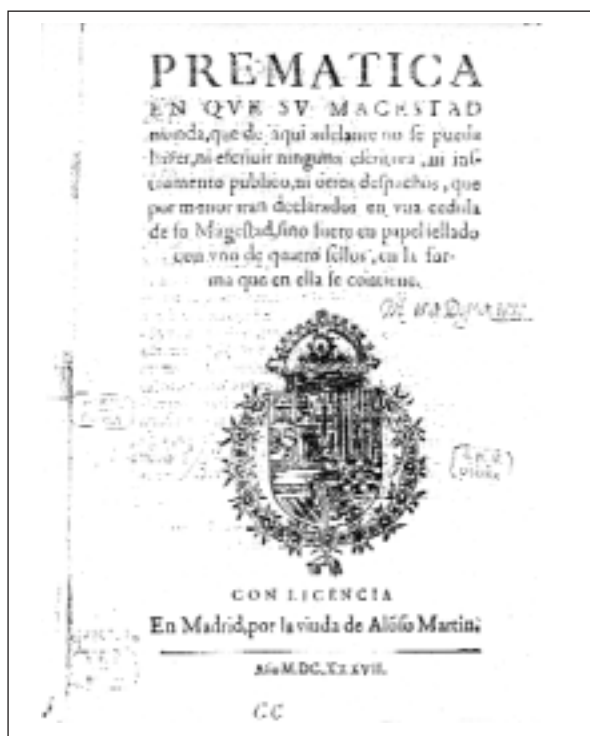 PREMATICA
EN QVE SV MAGESTAD
manda, que de aqui adelante no se pueda
hazer, ni escriuir ninguna escritura, ni ins-
trumento publico, ni otros despachos, que
por menor iran declarados en vna cedula
de su Magestad, sino fuere en papel sellado
con vno de quatro sellos, en la for-
ma que en ella se contiene.
CON LICENCIA
En Madrid, por la viuda de Alōso Martin.
Año M.DC.XXXVII.
CC